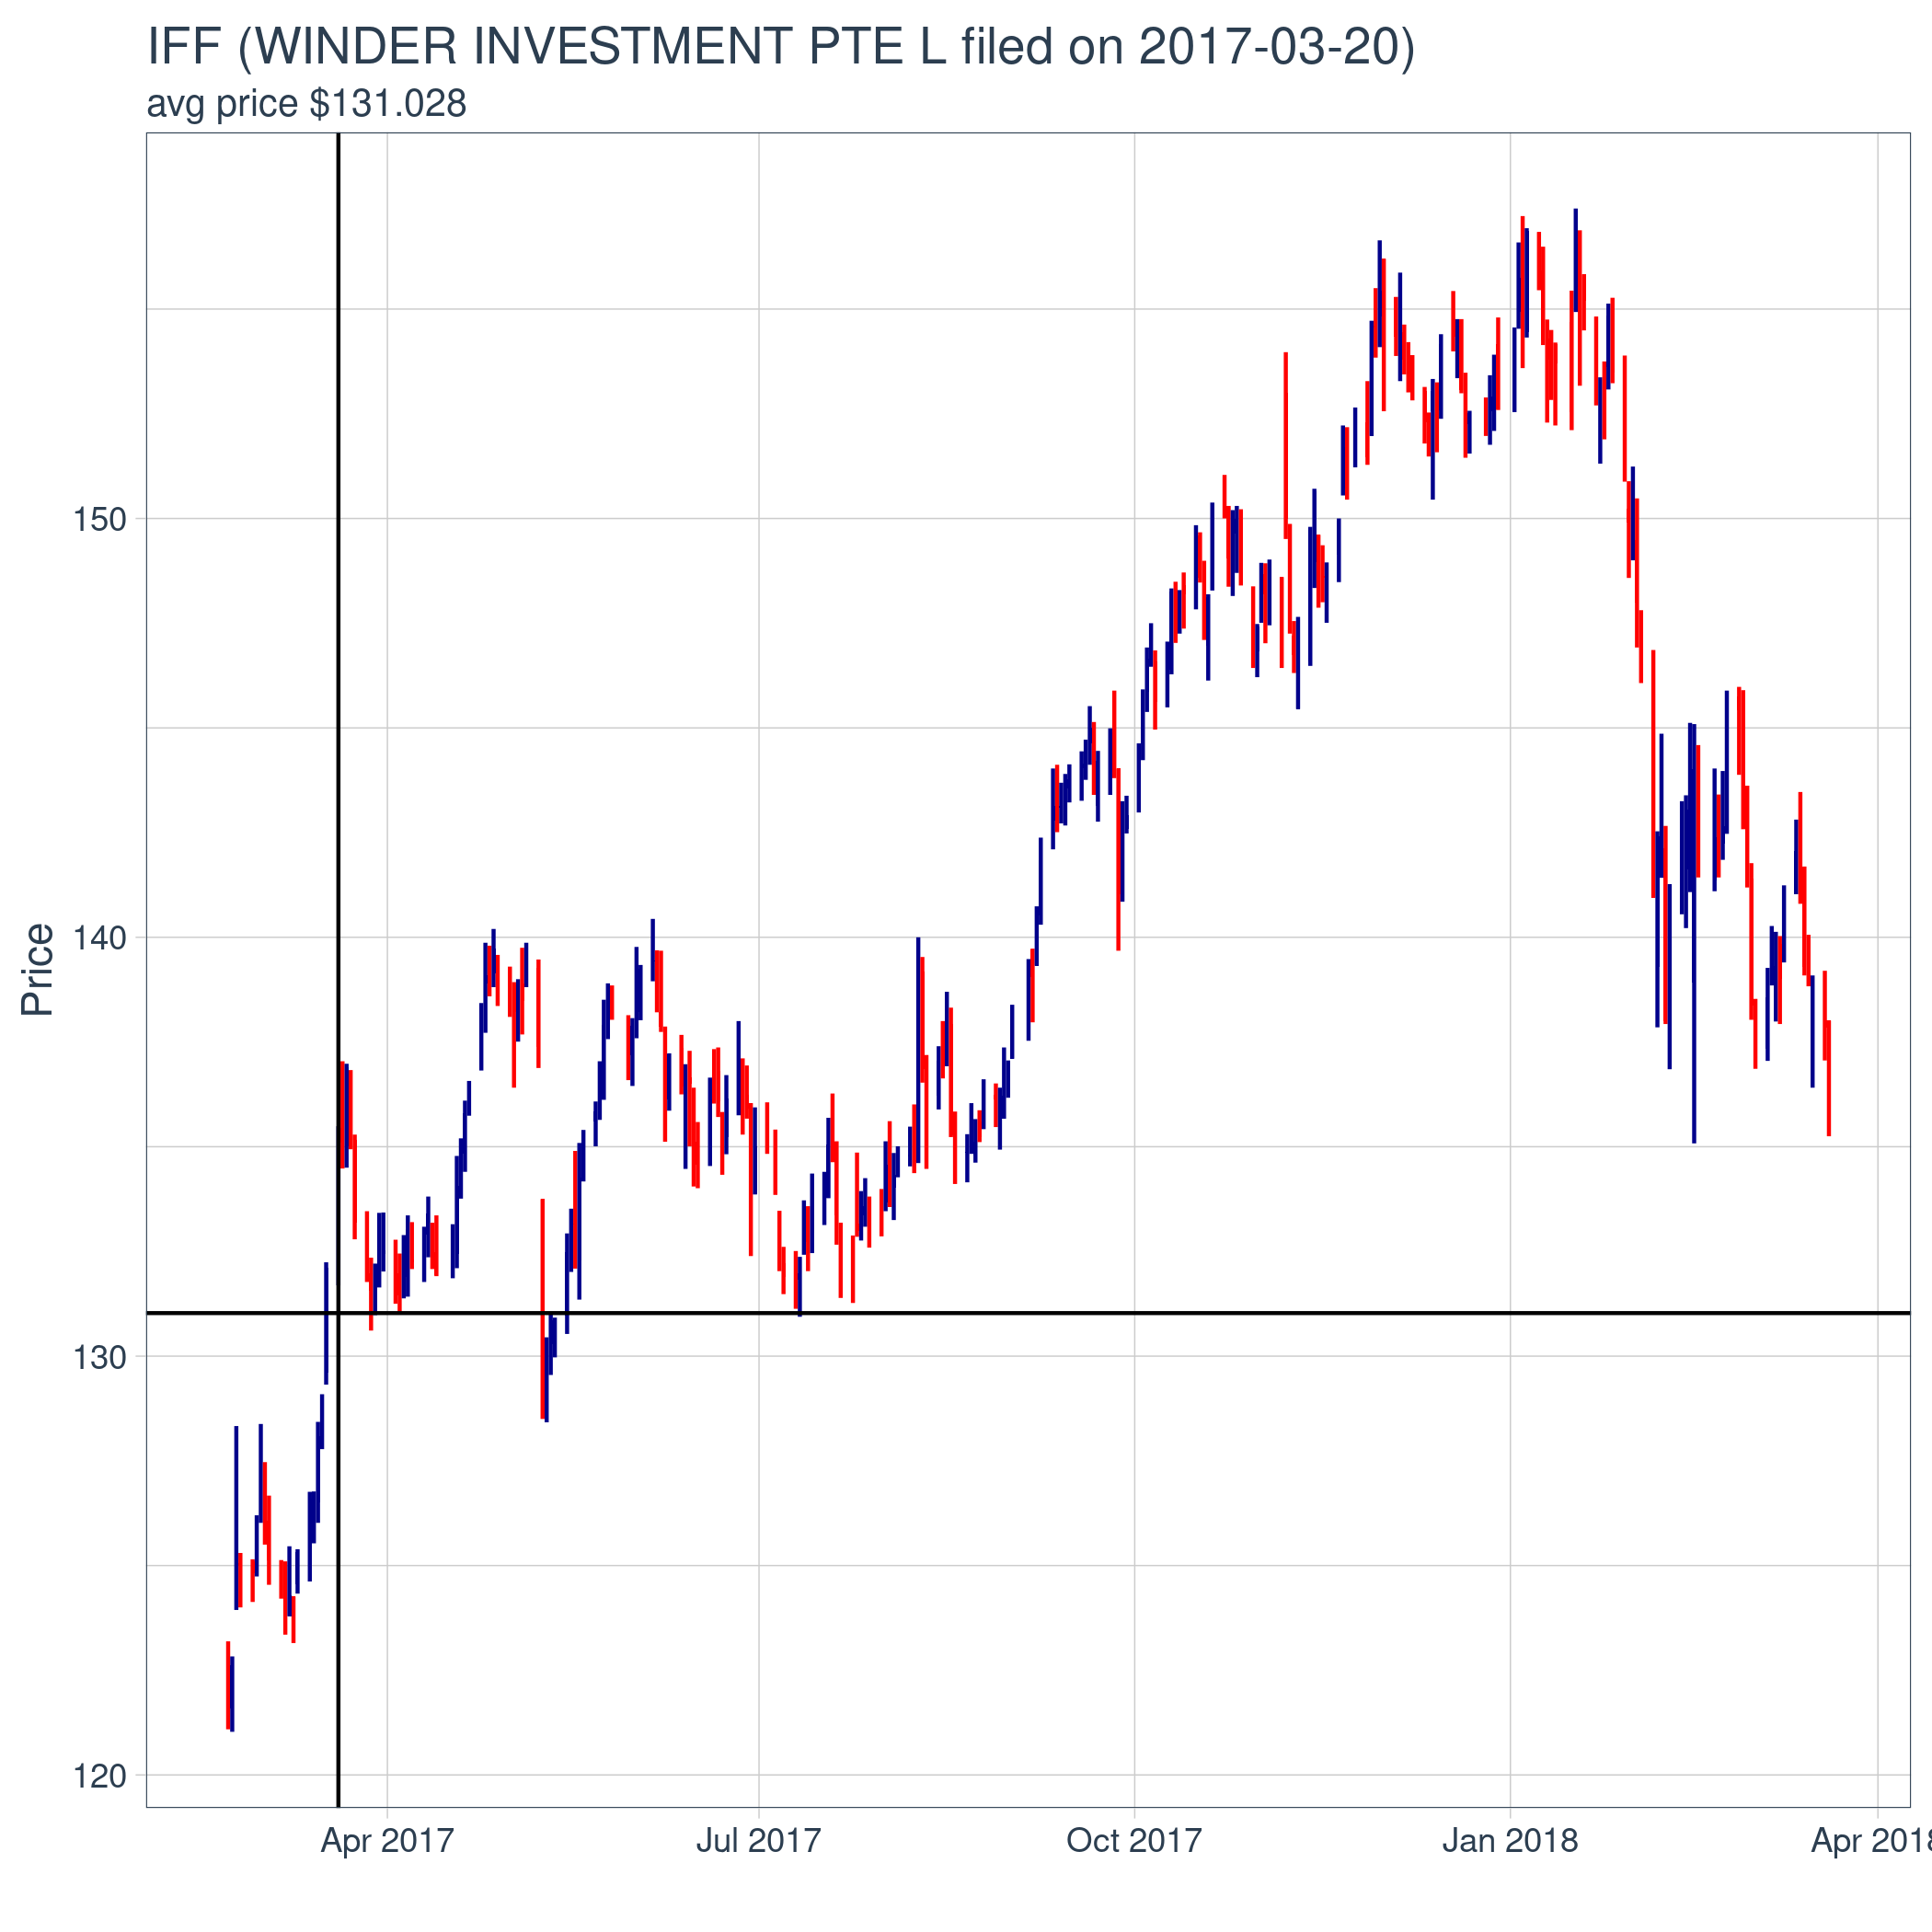 IFF (WINDER INVESTMENT PTE L filed on 2017-03-20)
avg price $131.028
Price
150
140
130
120
Apr 2017
Jul 2017
Oct 2017
Jan 2018
Apr 2018